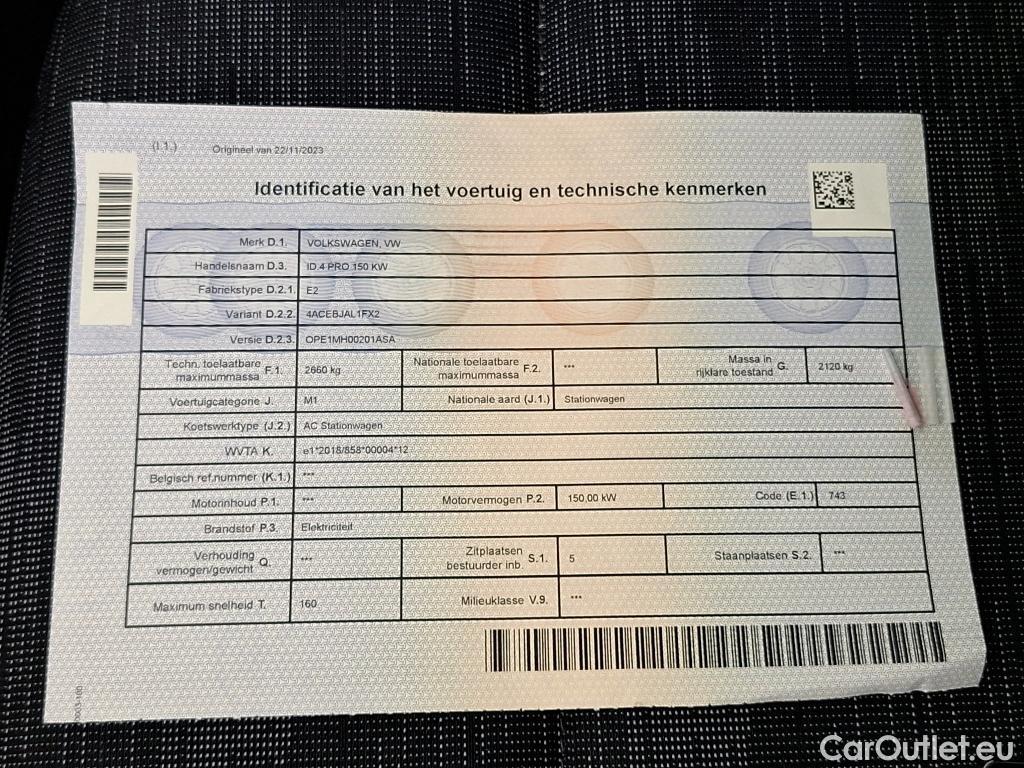 (I.1.) Origineel van 22/11/2023
Identificatie van het voertuig en technische kenmerken
Merk D.1. VOLKSWAGEN, VW
Handelsnaam D.3. ID.4 PRO 150 KW
Fabriekstype D.2.1. E2
Variant D.2.2. 4ACEBJAL1FX2
Versie D.2.3. OPE1MH00201ASA
Techn. toelaatbare maximummassa F.1. 2660 kg Nationale toelaatbare maximummassa F.2. *** Massa in rijklare toestand G. 2120 kg
Voertuigcategorie J. M1 Nationale aard (J.1.) Stationwagen
Koetswerktype (J.2.) AC Stationwagen
WVTA K. e1*2018/858*00004*12
Belgisch ref.nummer (K.1.) ***
Motorinhoud P.1. *** Motorvermogen P.2. 150,00 kW Code (E.1.) 743
Brandstof P.3. Elektriciteit
Verhouding vermogen/gewicht Q. *** Zitplaatsen bestuurder inb. S.1. 5 Staanplaatsen S.2. ***
Maximum snelheid T. 160 Milieuklasse V.9. ***
CarOutlet.eu